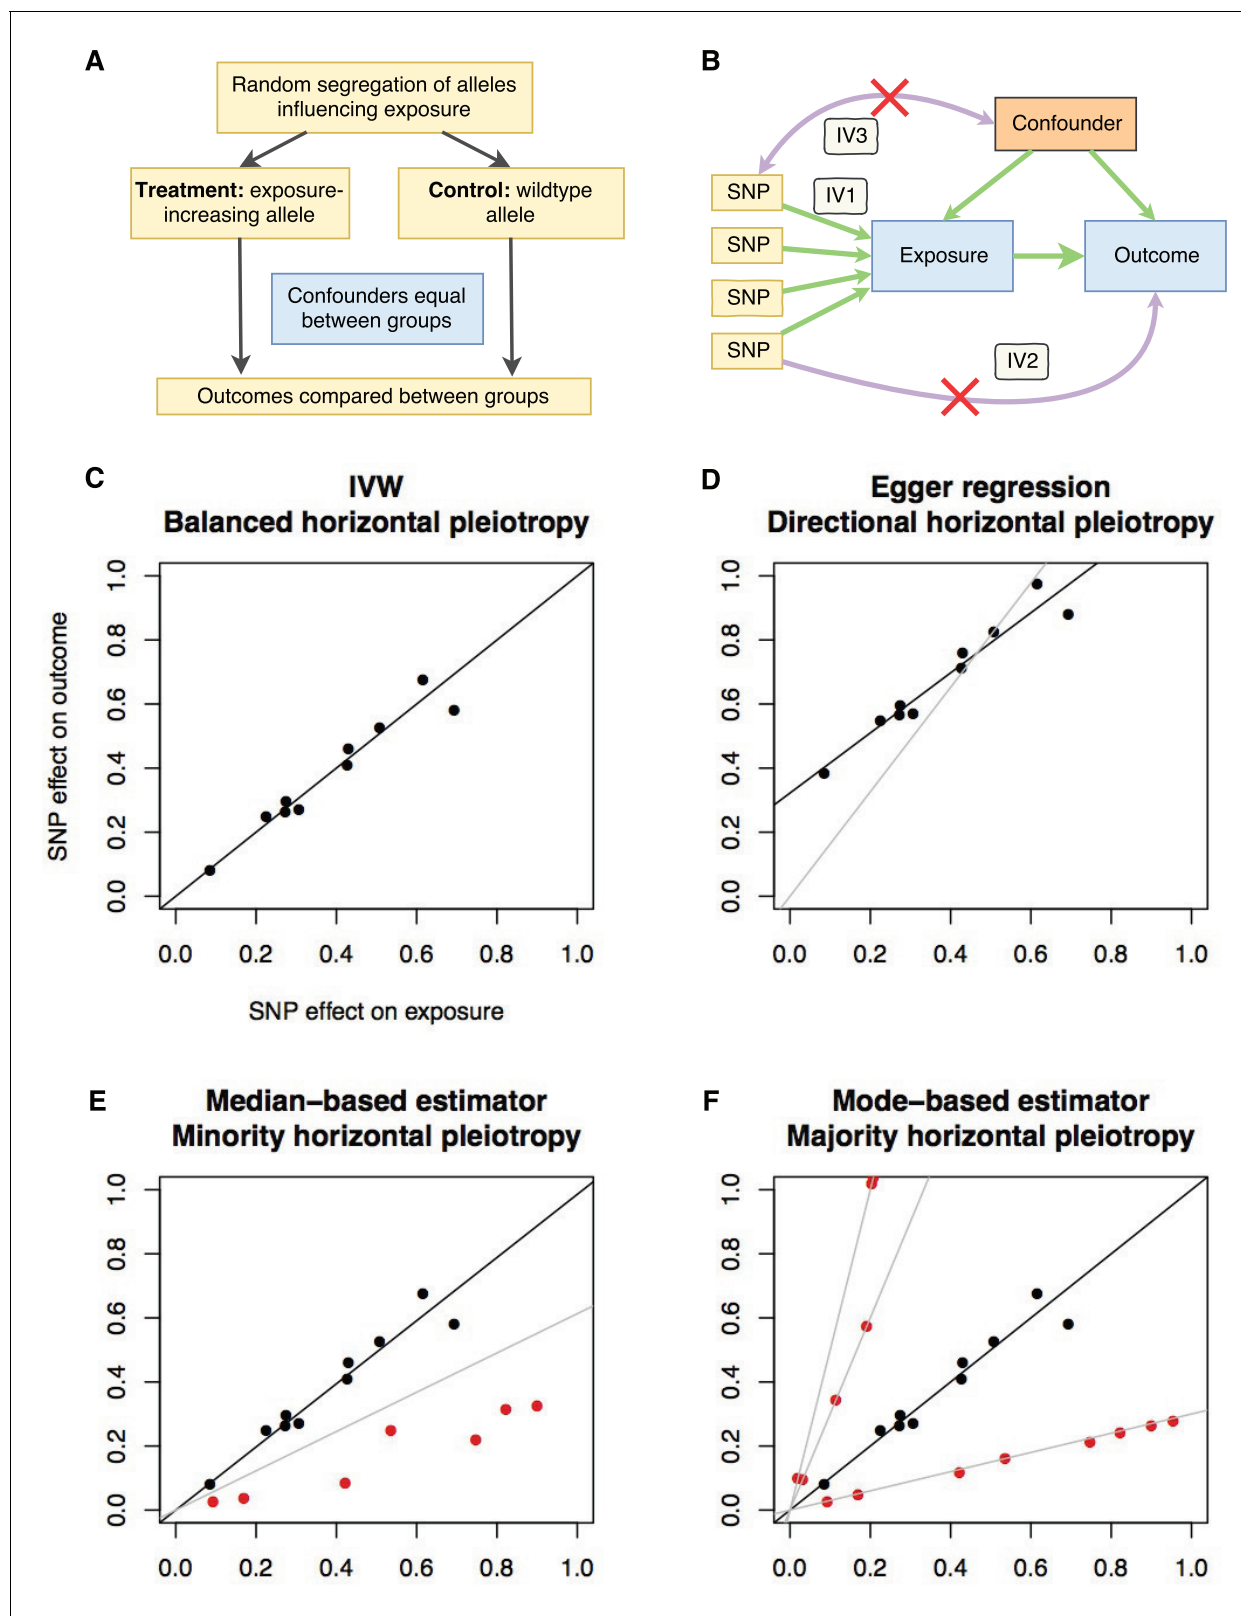 A
Random segregation of alleles
influencing exposure
Treatment: exposure-
increasing allele
Control: wildtype
allele
Confounders equal
between groups
Outcomes compared between groups
B
Confounder
IV3
SNP
IV1
SNP
Exposure
Outcome
SNP
SNP
IV2
C
IVW
Balanced horizontal pleiotropy
SNP effect on outcome
1.0
0.8
0.6
0.4
0.2
0.0
0.0 0.2 0.4 0.6 0.8 1.0
SNP effect on exposure
D
Egger regression
Directional horizontal pleiotropy
1.0
0.8
0.6
0.4
0.2
0.0
0.0 0.2 0.4 0.6 0.8 1.0
E
Median–based estimator
Minority horizontal pleiotropy
1.0
0.8
0.6
0.4
0.2
0.0
0.0 0.2 0.4 0.6 0.8 1.0
F
Mode–based estimator
Majority horizontal pleiotropy
1.0
0.8
0.6
0.4
0.2
0.0
0.0 0.2 0.4 0.6 0.8 1.0